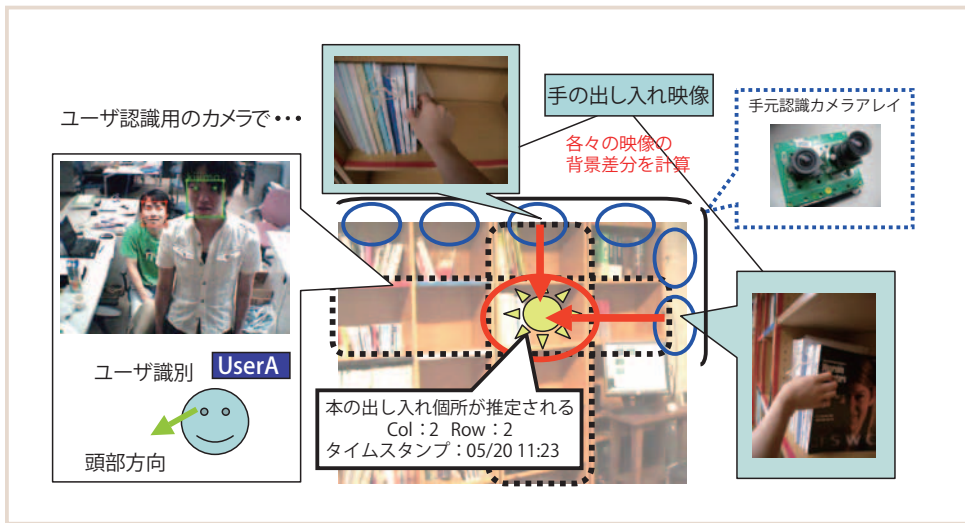 手の出し入れ映像
手元認識カメラアレイ
ユーザ認識用のカメラで・・・
各々の映像の
背景差分を計算
ユーザ識別
UserA
頭部方向
本の出し入れ個所が推定される
Col：2 Row：2
タイムスタンプ：05/20 11:23